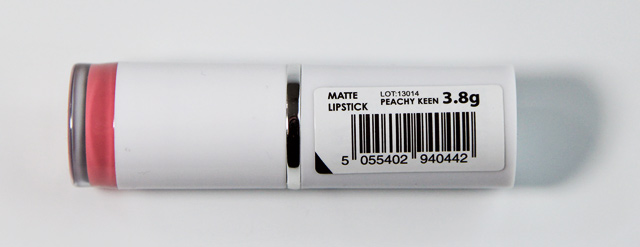 MATTE LIPSTICK
LOT:13014
PEACHY KEEN 3.8g
5 055402 940442